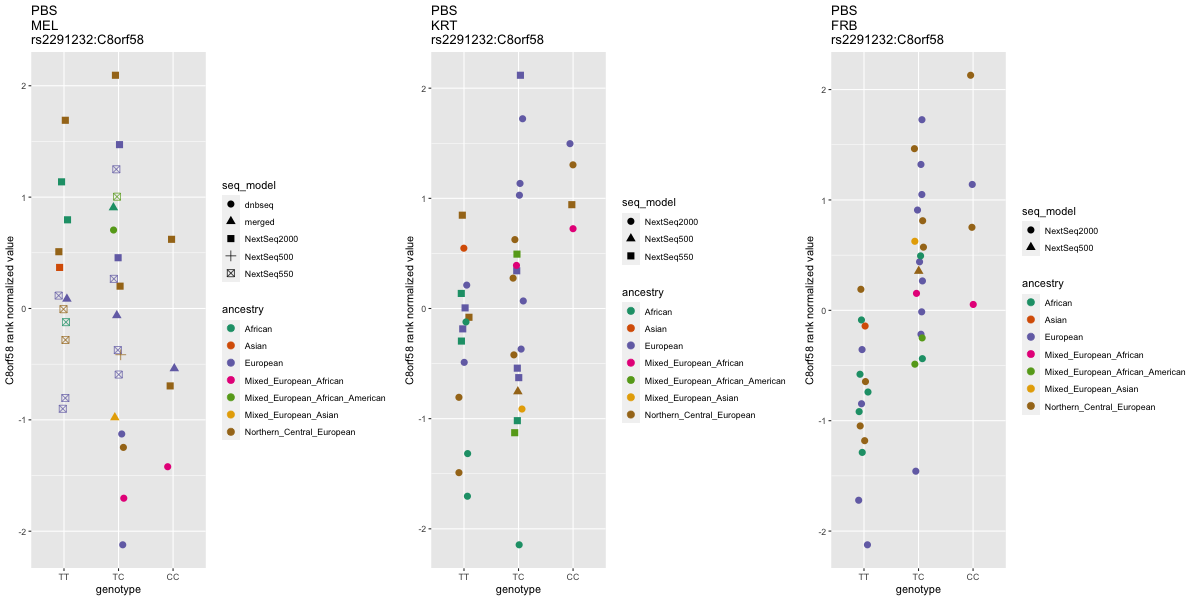 PBS
MEL
rs2291232:C8orf58
C8orf58 rank normalized value
2
1
0
-1
-2
TT
TC
CC
genotype
seq_model
dnbseq
merged
NextSeq2000
NextSeq500
NextSeq550
ancestry
African
Asian
European
Mixed_European_African
Mixed_European_African_American
Mixed_European_Asian
Northern_Central_European
PBS
KRT
rs2291232:C8orf58
C8orf58 rank normalized value
2
1
0
-1
-2
TT
TC
CC
genotype
seq_model
NextSeq2000
NextSeq500
NextSeq550
ancestry
African
Asian
European
Mixed_European_African
Mixed_European_African_American
Mixed_European_Asian
Northern_Central_European
PBS
FRB
rs2291232:C8orf58
C8orf58 rank normalized value
2
1
0
-1
-2
TT
TC
CC
genotype
seq_model
NextSeq2000
NextSeq500
ancestry
African
Asian
European
Mixed_European_African
Mixed_European_African_American
Mixed_European_Asian
Northern_Central_European